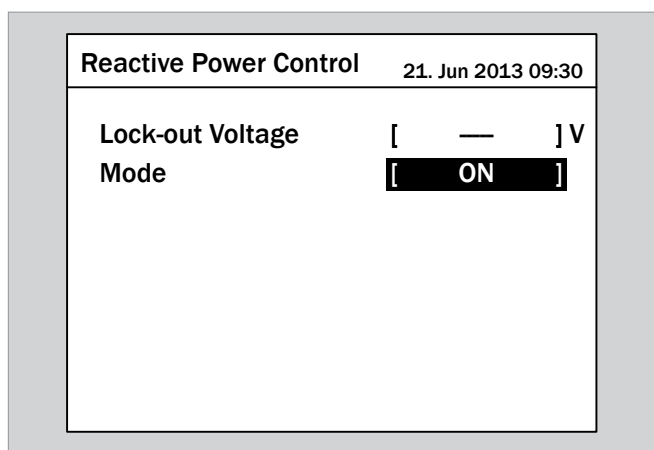 Reactive Power Control 21. Jun 2013 09:30
Lock-out Voltage [ — ] V
Mode [ ON ]